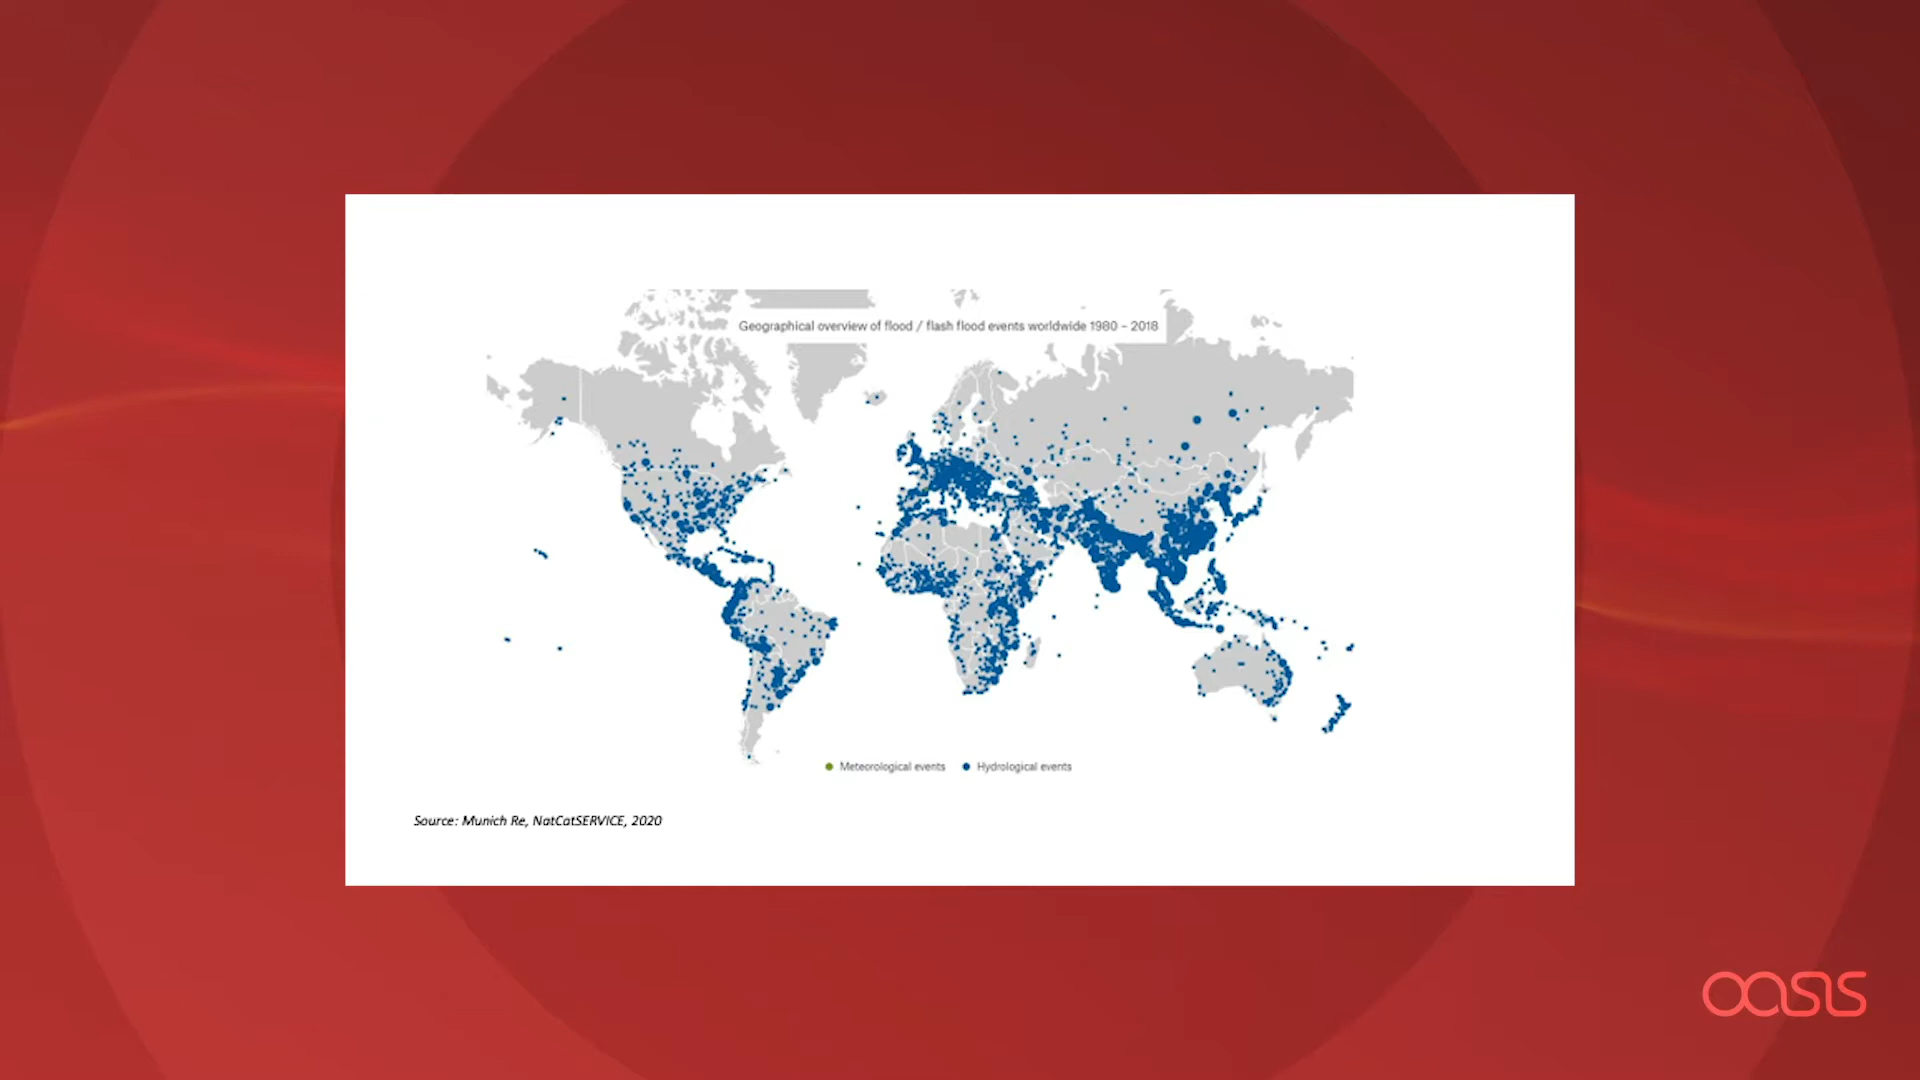 Geographical overview of flood / flash flood events worldwide 1980 – 2018
Meteorological events Hydrological events
Source: Munich Re, NatCatSERVICE, 2020
oasis